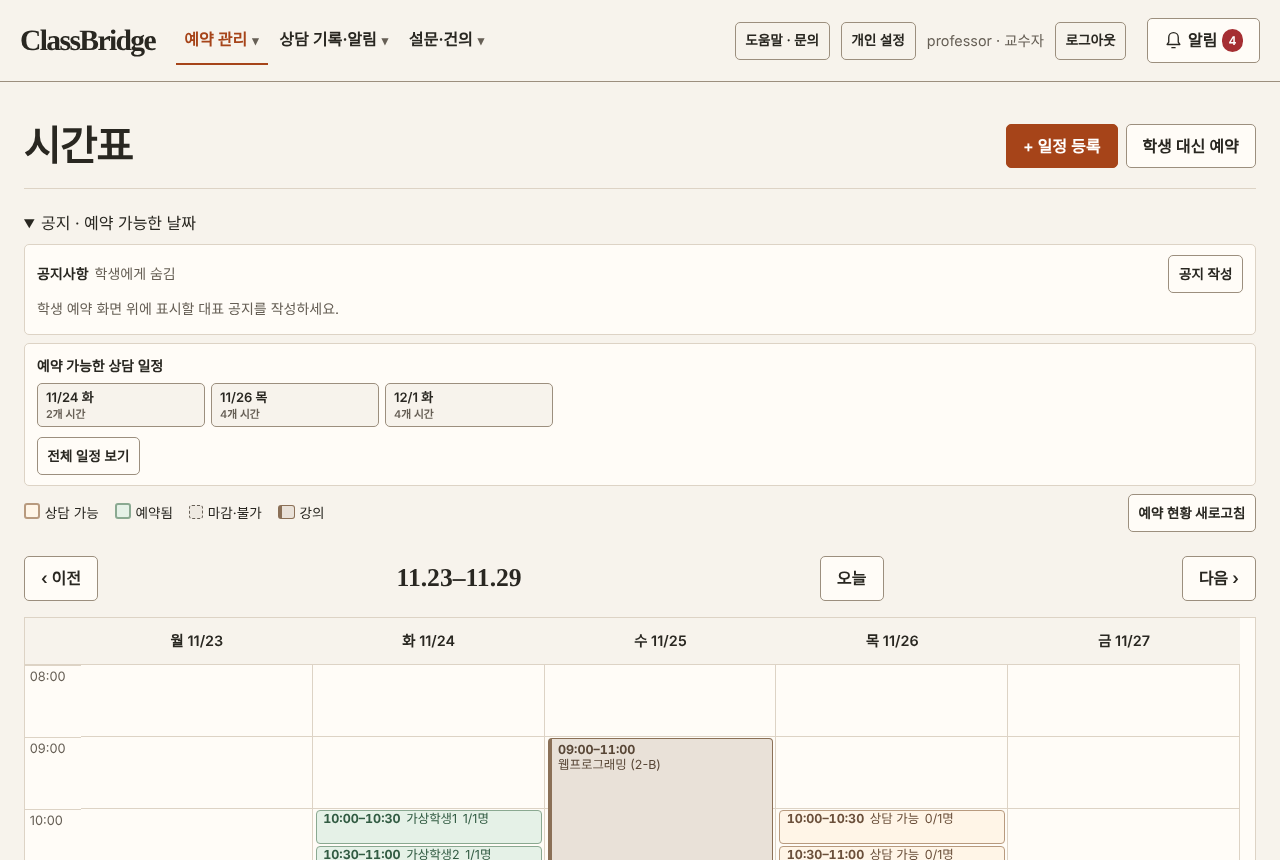 ClassBridge 예약 관리 ▾ 상담 기록·알림 ▾ 설문·건의 ▾ 도움말 · 문의 개인 설정 professor · 교수자 로그아웃 알림 4
시간표 + 일정 등록 학생 대신 예약
▼ 공지 · 예약 가능한 날짜
공지사항 학생에게 숨김 공지 작성
학생 예약 화면 위에 표시할 대표 공지를 작성하세요.
예약 가능한 상담 일정
11/24 화 11/26 목 12/1 화
2개 시간 4개 시간 4개 시간
전체 일정 보기
상담 가능 예약됨 마감·불가 강의 예약 현황 새로고침
‹ 이전 11.23–11.29 오늘 다음 ›
월 11/23 화 11/24 수 11/25 목 11/26 금 11/27
08:00
09:00 09:00–11:00
웹프로그래밍 (2-B)
10:00 10:00–10:30 가상학생1 1/1명 10:00–10:30 상담 가능 0/1명
10:30–11:00 가상학생2 1/1명 10:30–11:00 상담 가능 0/1명